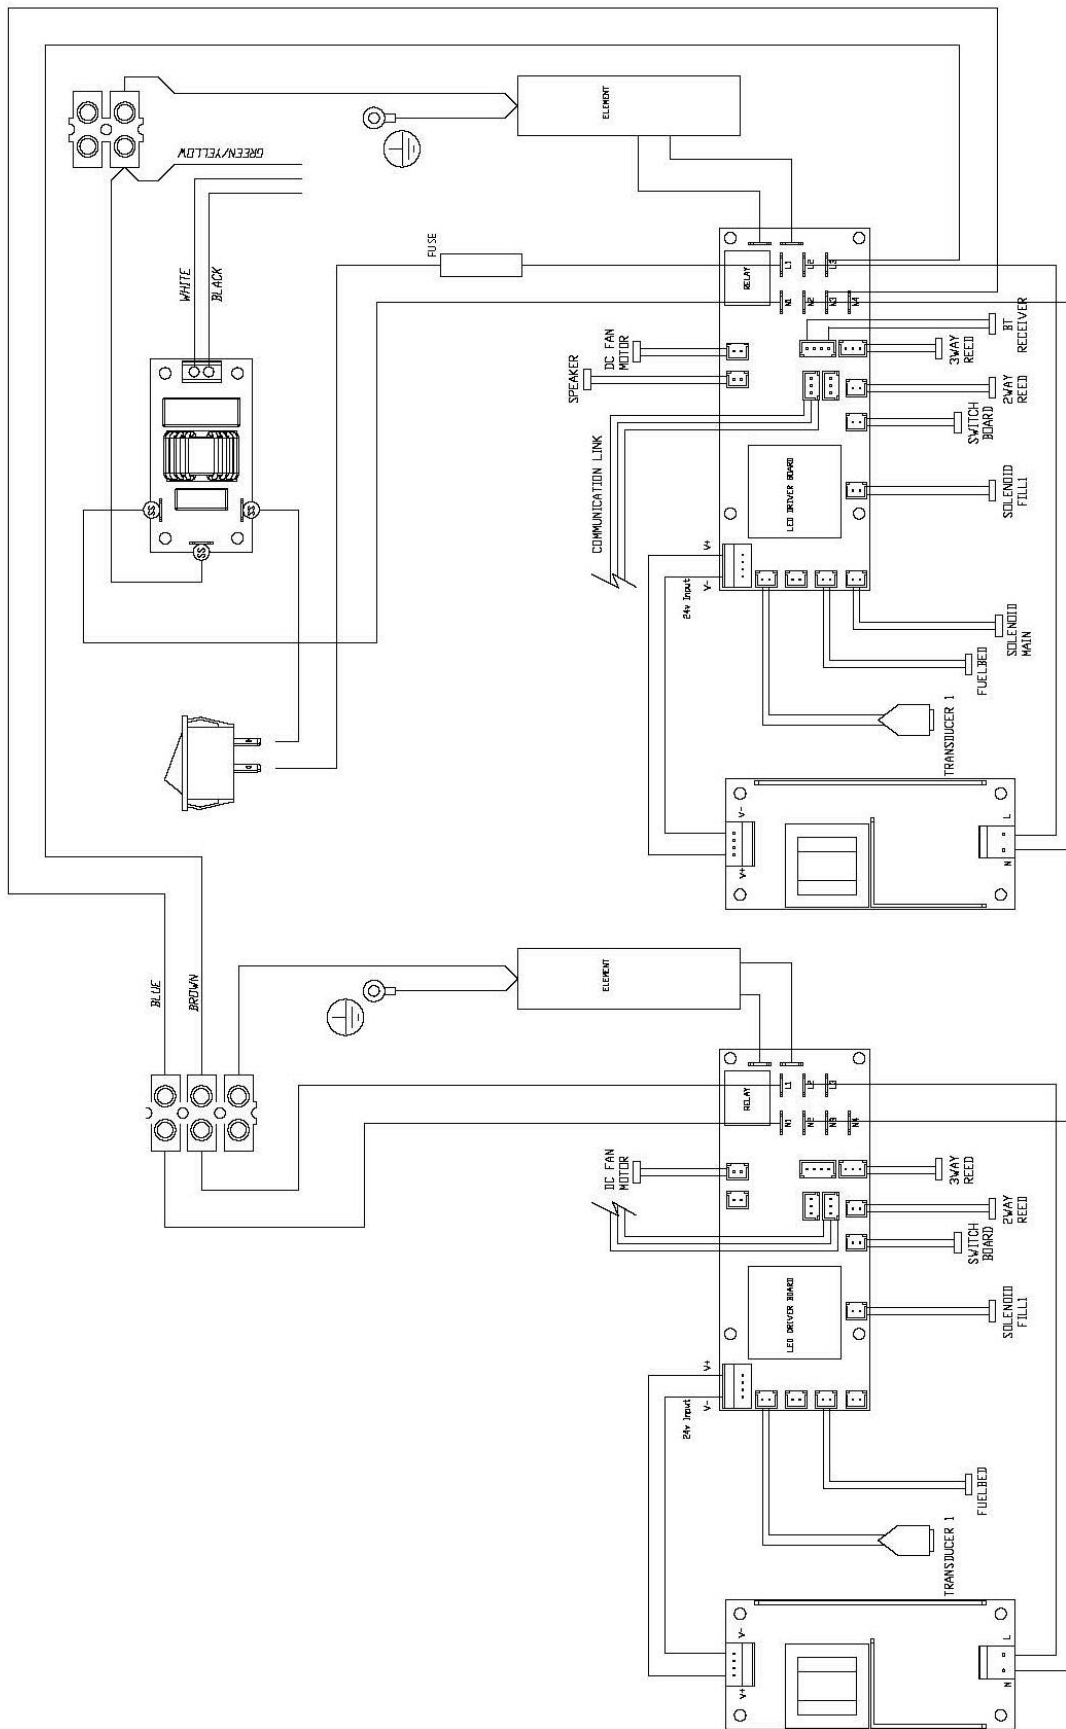 ELEMENT
GREEN/YELLOW
FUSE
WHITE
BLACK
RELAY
L1
L2
L3
N1
N2
N3
N4
BT
RECEIVER
DC FAN
MOTOR
SPEAKER
3WAY
REED
2WAY
REED
SWITCH
BOARD
COMMUNICATION LINK
LED DRIVER BOARD
SOLENOID
FILL1
SS
SS
SS
V+
V-
24v Input
SOLENOID
MAIN
FUELBED
TRANSDUCER 1
V-
V+
L
N
BLUE
BROWN
ELEMENT
RELAY
L1
L2
L3
N1
N2
N3
N4
DC FAN
MOTOR
3WAY
REED
2WAY
REED
SWITCH
BOARD
LED DRIVER BOARD
SOLENOID
FILL1
V+
V-
24v Input
FUELBED
TRANSDUCER 1
V-
V+
L
N